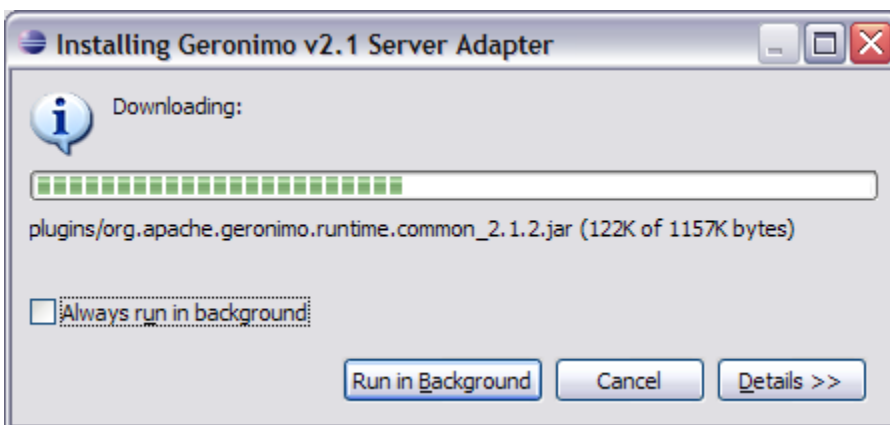 Installing Geronimo v2.1 Server Adapter
Downloading:
plugins/org.apache.geronimo.runtime.common_2.1.2.jar (122K of 1157K bytes)
Always run in background
Run in Background Cancel Details >>